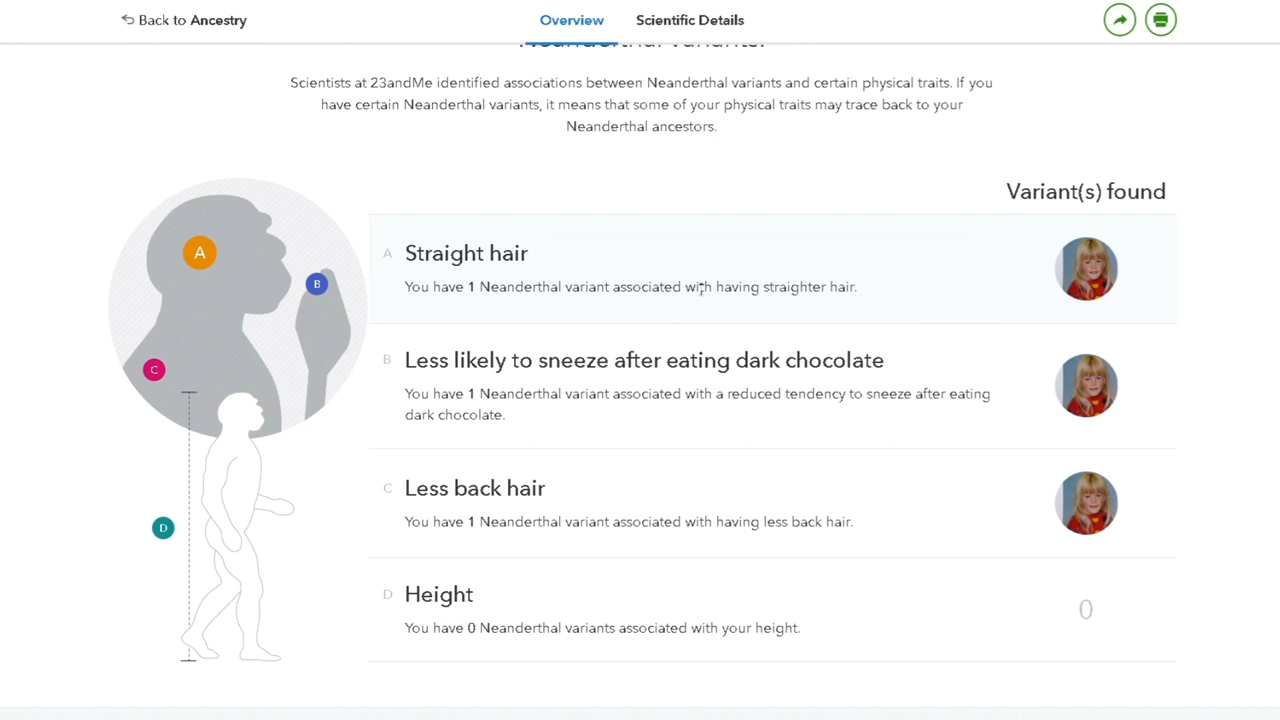 Back to Ancestry
Overview
Scientific Details
Neanderthal variants.
Scientists at 23andMe identified associations between Neanderthal variants and certain physical traits. If you
have certain Neanderthal variants, it means that some of your physical traits may trace back to your
Neanderthal ancestors.
Variant(s) found
A
B
C
D
A
Straight hair
You have 1 Neanderthal variant associated with having straighter hair.
B
Less likely to sneeze after eating dark chocolate
You have 1 Neanderthal variant associated with a reduced tendency to sneeze after eating
dark chocolate.
C
Less back hair
You have 1 Neanderthal variant associated with having less back hair.
D
Height
You have 0 Neanderthal variants associated with your height.
0